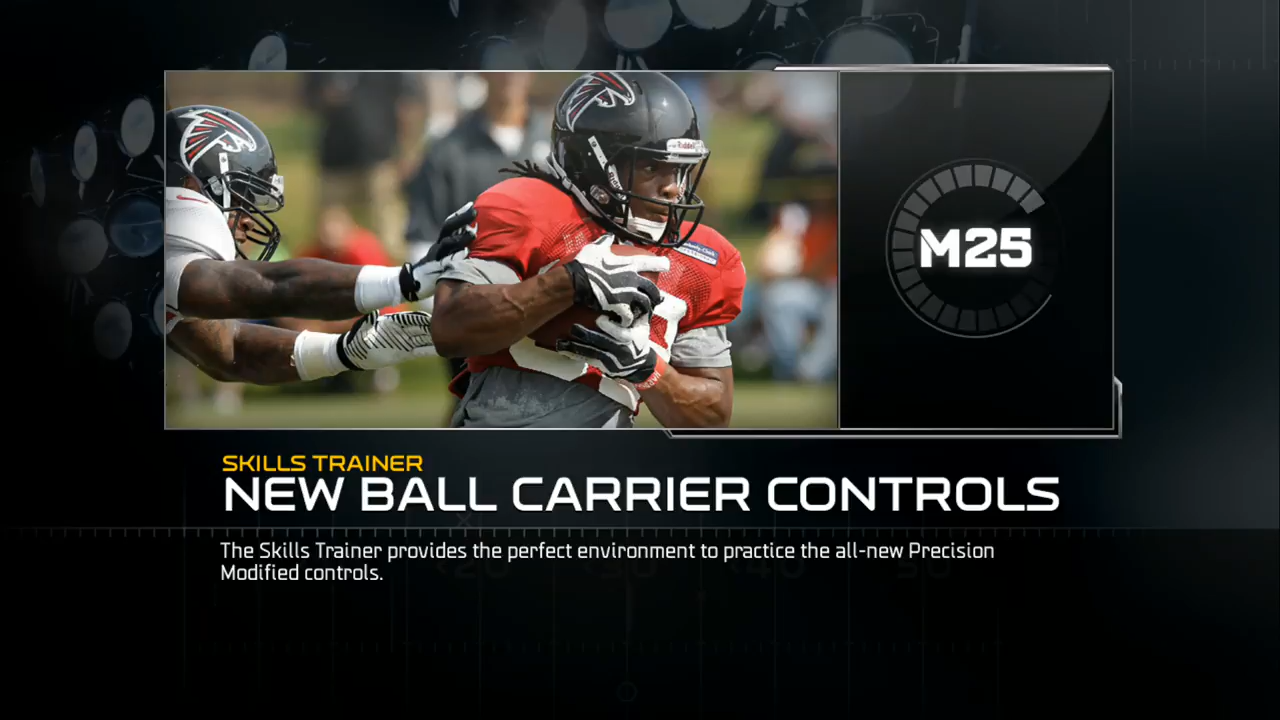 Riddell
M25
SKILLS TRAINER
NEW BALL CARRIER CONTROLS
The Skills Trainer provides the perfect environment to practice the all-new Precision
Modified controls.